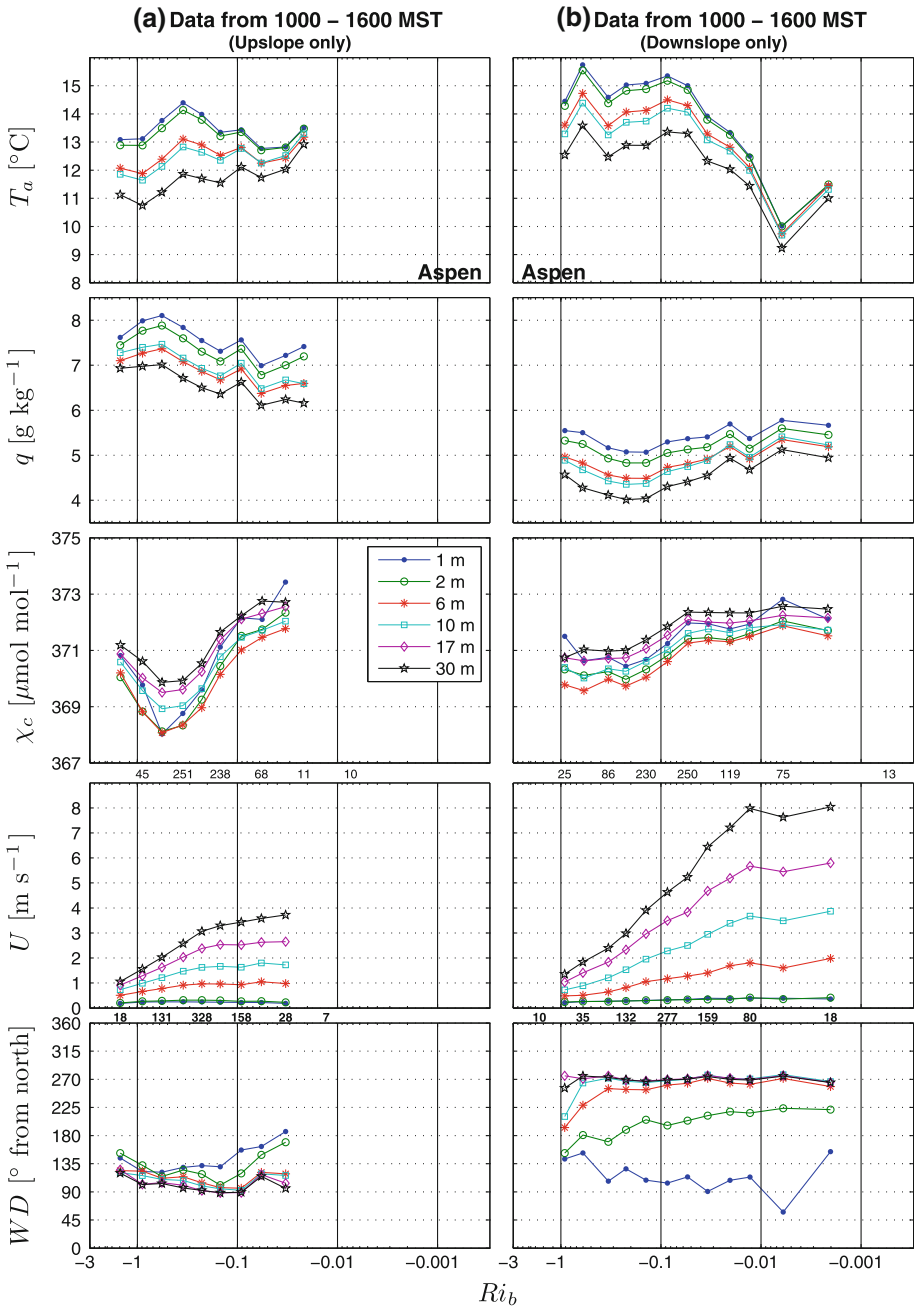 (a) Data from 1000 – 1600 MST
(Upslope only)
(b) Data from 1000 – 1600 MST
(Downslope only)
T_a [°C]
15
14
13
12
11
10
9
8
Aspen
Aspen
q [g kg⁻¹]
8
7
6
5
4
χ_c [μmol mol⁻¹]
375
373
371
369
367
1 m
2 m
6 m
10 m
17 m
30 m
45 251 238 68 11 10
25 86 230 250 119 75 13
U [m s⁻¹]
8
7
6
5
4
3
2
1
0
18 131 328 158 28 7
10 35 132 277 159 80 18
WD [° from north]
360
315
270
225
180
135
90
45
0
−3 −1 −0.1 −0.01 −0.001
−3 −1 −0.1 −0.01 −0.001
Ri_b